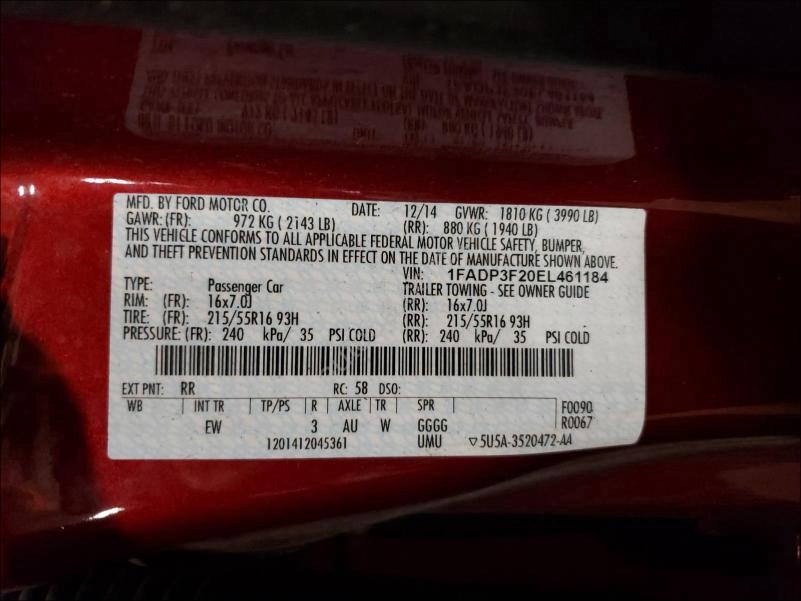 MFD. BY FORD MOTOR CO. DATE: 12/14 GVWR: 1810 KG ( 3990 LB)
GAWR: (FR): 972 KG ( 2143 LB) (RR): 880 KG ( 1940 LB)
THIS VEHICLE CONFORMS TO ALL APPLICABLE FEDERAL MOTOR VEHICLE SAFETY, BUMPER,
AND THEFT PREVENTION STANDARDS IN EFFECT ON THE DATE OF MANUFACTURE SHOWN ABOVE.
VIN: 1FADP3F20EL461184
TYPE: Passenger Car TRAILER TOWING - SEE OWNER GUIDE
RIM: (FR): 16x7.0J (RR): 16x7.0J
TIRE: (FR): 215/55R16 93H (RR): 215/55R16 93H
PRESSURE: (FR): 240 kPa/ 35 PSI COLD (RR): 240 kPa/ 35 PSI COLD
EXT PNT: RR RC: 58 DSO:
WB INT TR TP/PS R AXLE TR SPR F0090
EW 3 AU W GGGG R0067
1201412045361 UMU ▽5U5A-3520472-AA